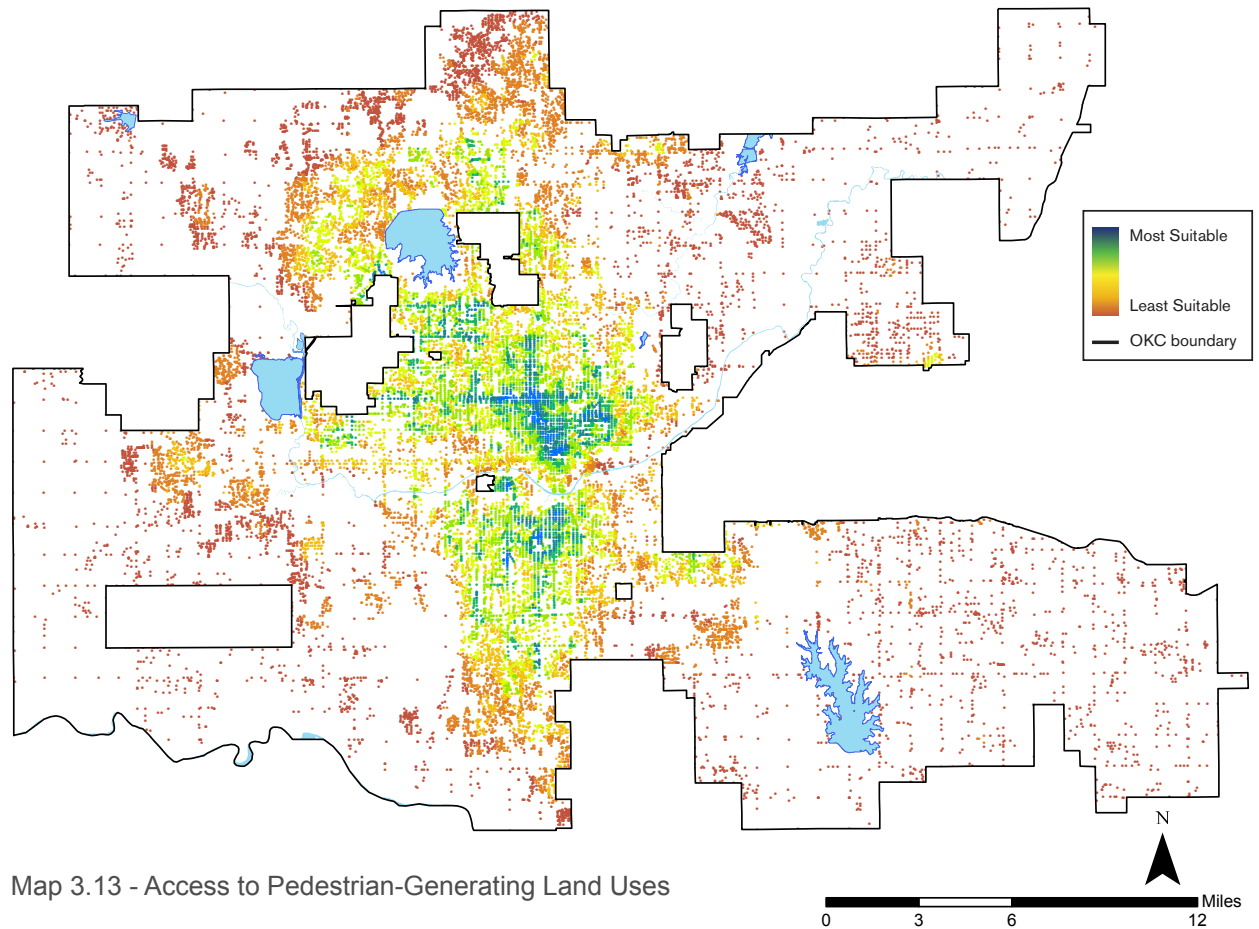 Most Suitable
Least Suitable
OKC boundary
N
Map 3.13 - Access to Pedestrian-Generating Land Uses
Miles
0 3 6 12